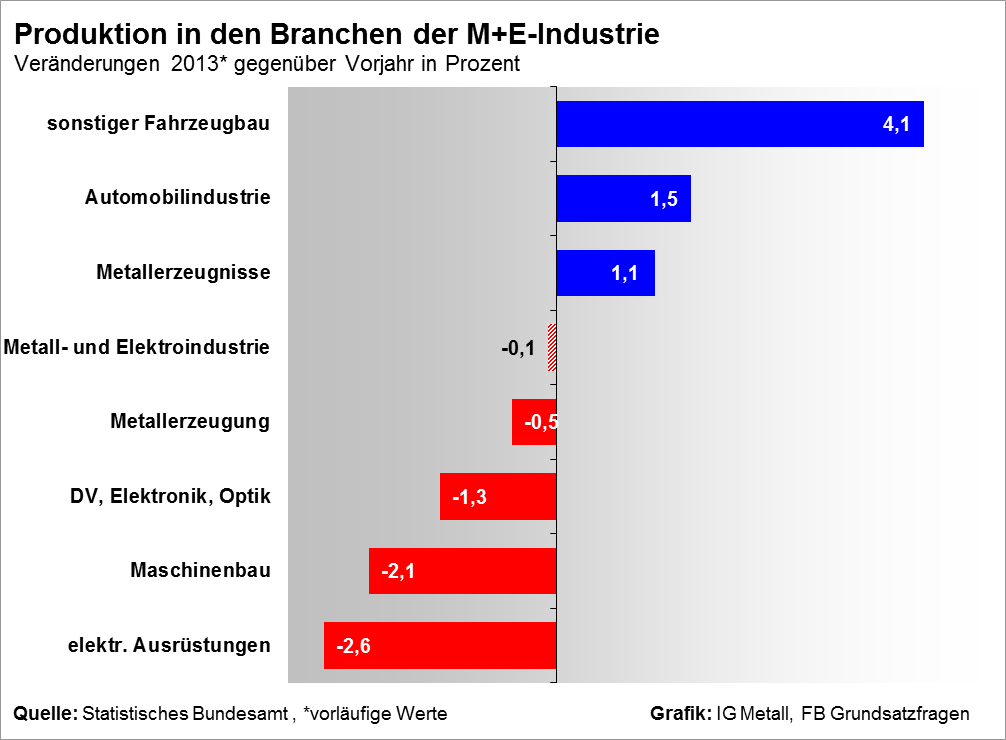 Produktion in den Branchen der M+E-Industrie
Veränderungen 2013* gegenüber Vorjahr in Prozent
sonstiger Fahrzeugbau 4,1
Automobilindustrie 1,5
Metallerzeugnisse 1,1
Metall- und Elektroindustrie -0,1
Metallerzeugung -0,5
DV, Elektronik, Optik -1,3
Maschinenbau -2,1
elektr. Ausrüstungen -2,6
Quelle: Statistisches Bundesamt , *vorläufige Werte Grafik: IG Metall, FB Grundsatzfragen